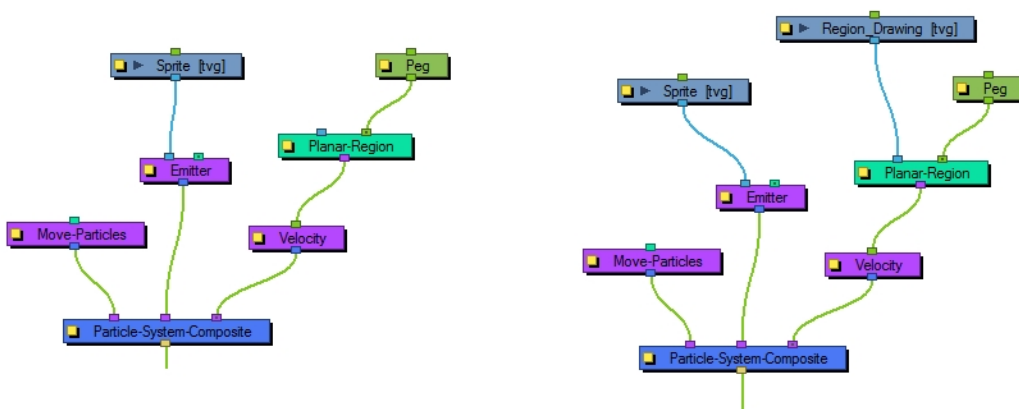 Sprite [tvg]
Peg
Planar-Region
Emitter
Move-Particles
Velocity
Particle-System-Composite
Region_Drawing [tvg]
Sprite [tvg]
Peg
Planar-Region
Emitter
Move-Particles
Velocity
Particle-System-Composite